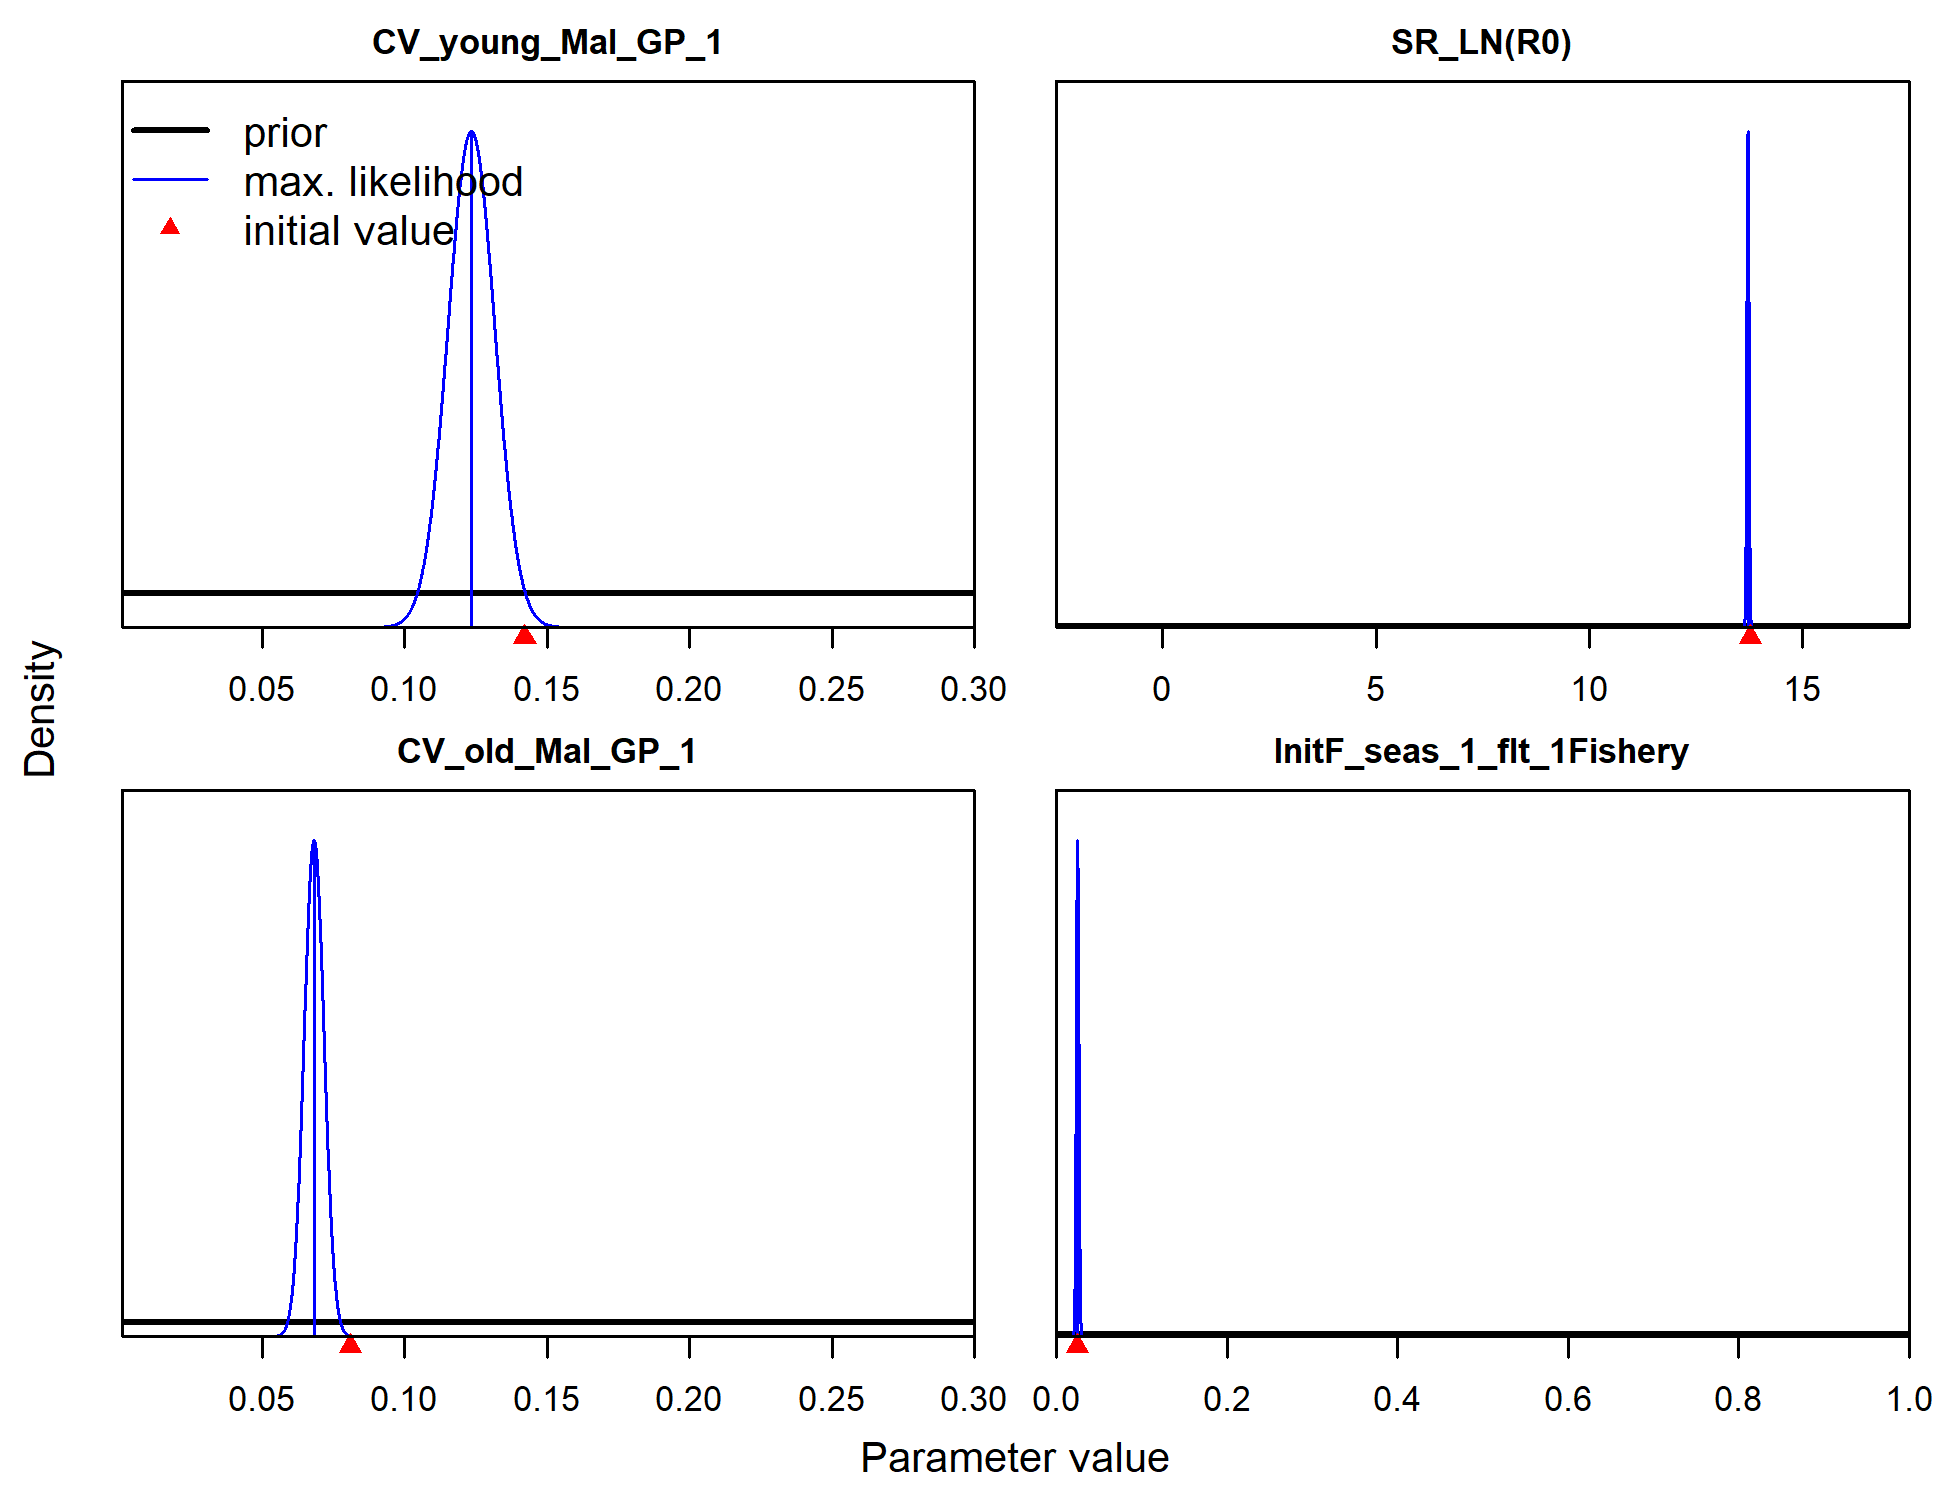 CV_young_Mal_GP_1
prior
max. likelihood
initial value
0.05 0.10 0.15 0.20 0.25 0.30
SR_LN(R0)
0 5 10 15
CV_old_Mal_GP_1
0.05 0.10 0.15 0.20 0.25 0.30
InitF_seas_1_flt_1Fishery
0.0 0.2 0.4 0.6 0.8 1.0
Density
Parameter value